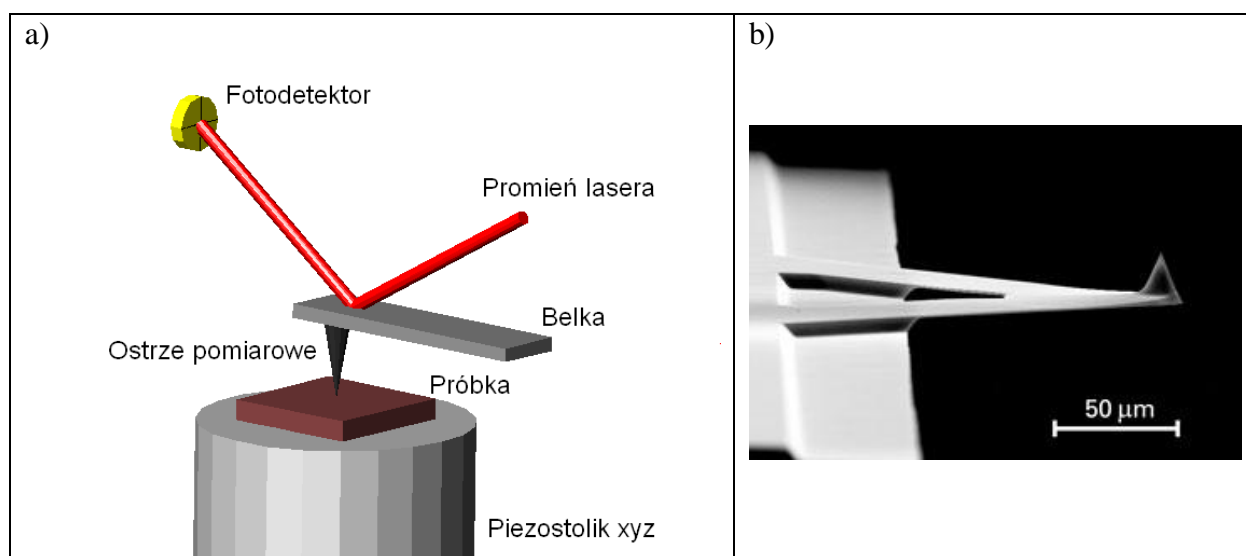 a)
Fotodetektor
Promień lasera
Belka
Ostrze pomiarowe
Próbka
Piezostolik xyz
b)
50 µm